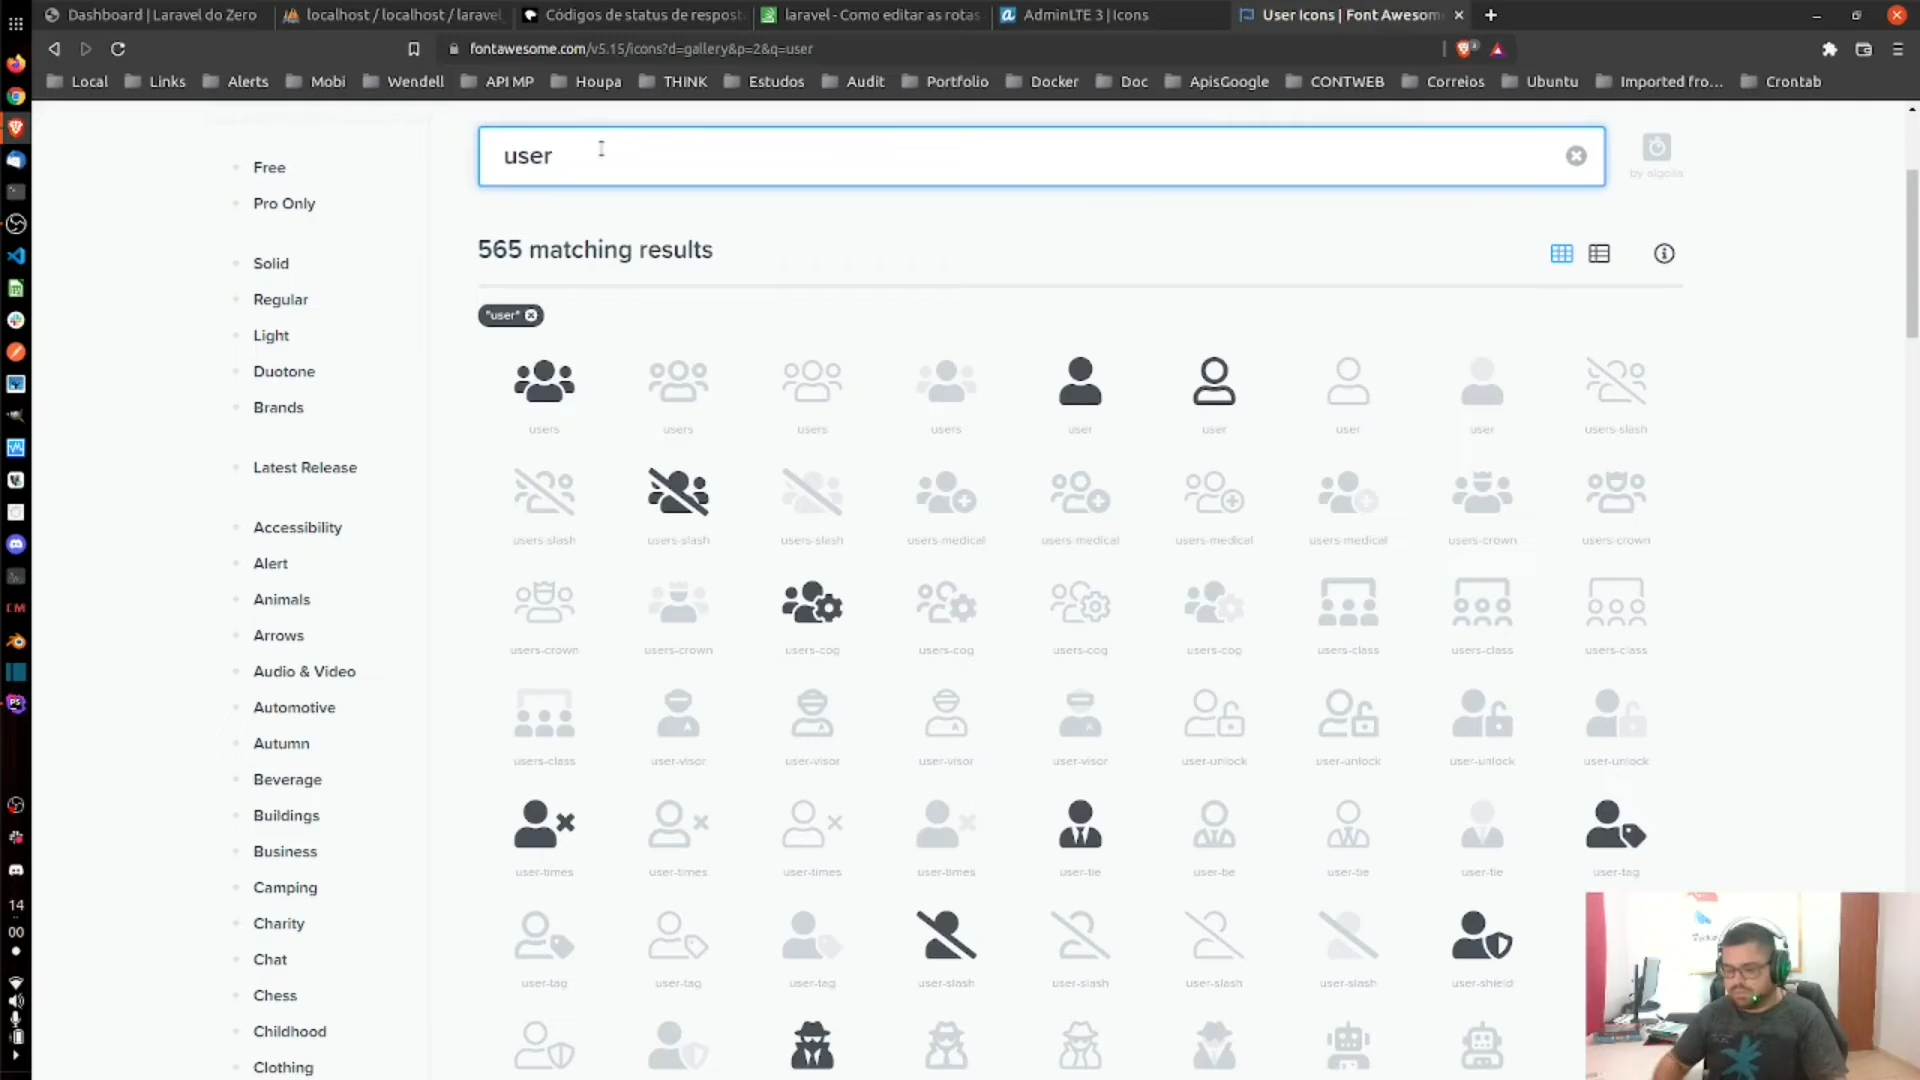 Dashboard | Laravel do Zero
localhost / localhost / laravel
Códigos de status de respost
laravel - Como editar as rotas
AdminLTE 3 | Icons
User Icons | Font Awesom
fontawesome.com/v5.15/icons?d=gallery&p=2&q=user
Local Links Alerts Mobi Wendell API MP Houpa THINK Estudos Audit Portfolio Docker Doc ApisGoogle CONTWEB Correios Ubuntu Imported fro... Crontab
user
by algolia
Free
Pro Only
Solid
Regular
Light
Duotone
Brands
Latest Release
Accessibility
Alert
Animals
Arrows
Audio & Video
Automotive
Autumn
Beverage
Buildings
Business
Camping
Charity
Chat
Chess
Childhood
Clothing
565 matching results
"user"
users users users users user user user user users-slash
users-slash users-slash users-slash users-medical users-medical users-medical users-medical users-crown users-crown
users-crown users-crown users-cog users-cog users-cog users-cog users-class users-class users-class
users-class user-visor user-visor user-visor user-visor user-unlock user-unlock user-unlock user-unlock
user-times user-times user-times user-times user-tie user-tie user-tie user-tie user-tag
user-tag user-tag user-tag user-slash user-slash user-slash user-slash user-shield
PS
14
00